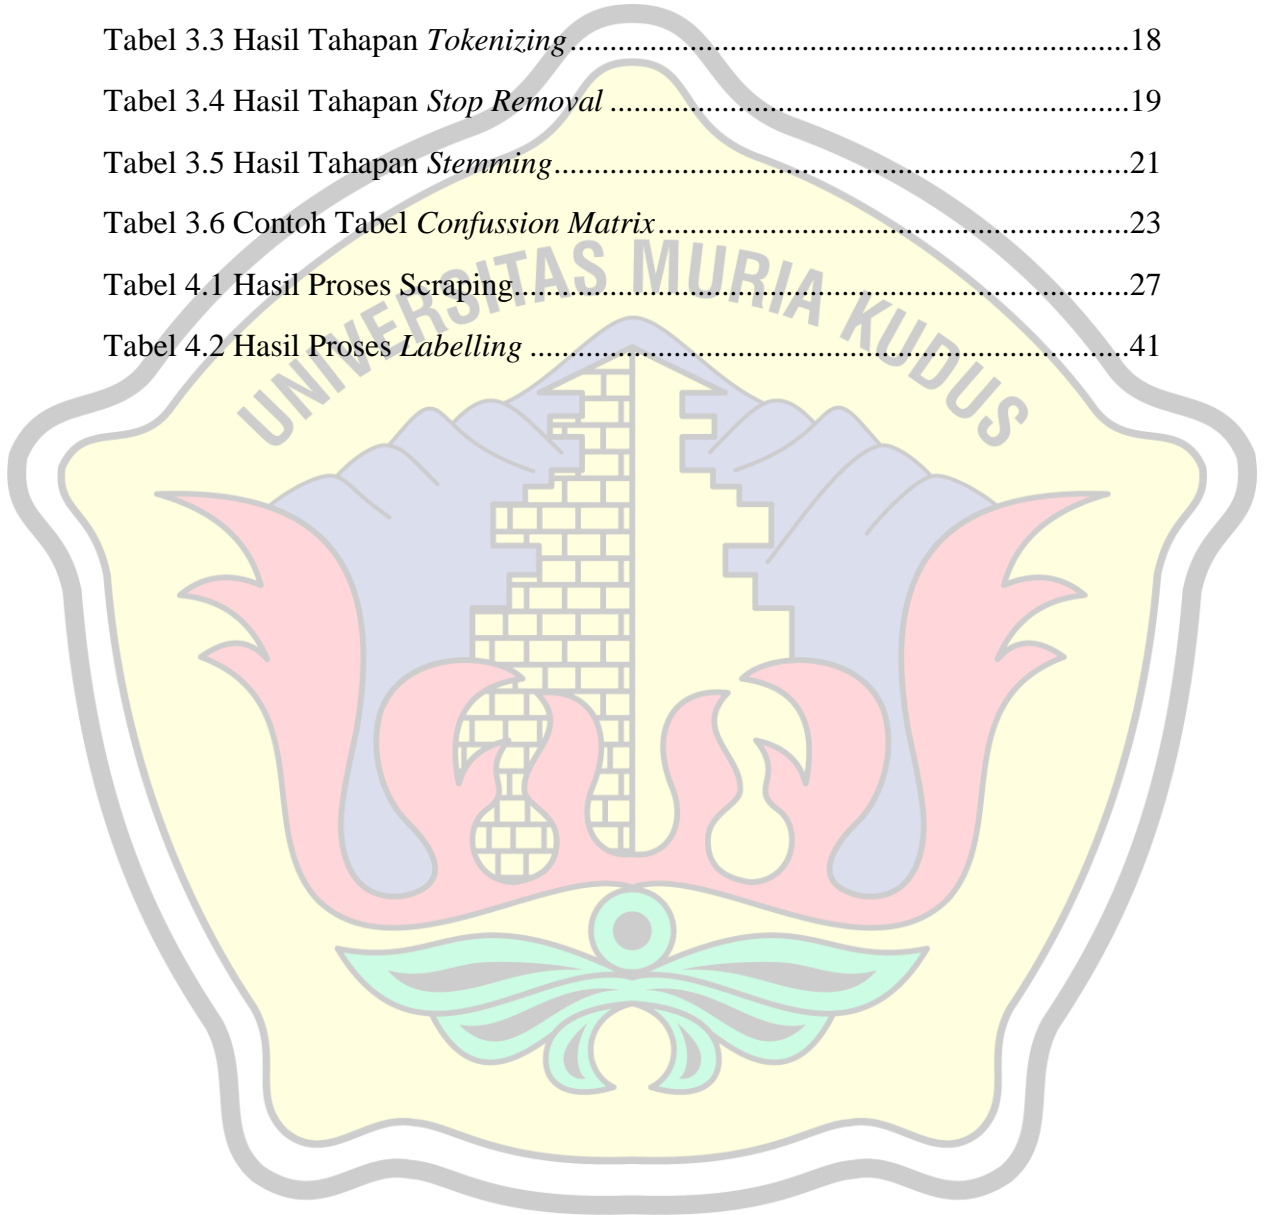 Tabel 3.3 Hasil Tahapan Tokenizing......................................................................18
Tabel 3.4 Hasil Tahapan Stop Removal .................................................................19
Tabel 3.5 Hasil Tahapan Stemming........................................................................21
Tabel 3.6 Contoh Tabel Confussion Matrix...........................................................23
Tabel 4.1 Hasil Proses Scraping.............................................................................27
Tabel 4.2 Hasil Proses Labelling ...........................................................................41
UNIVERSITAS MURIA KUDUS